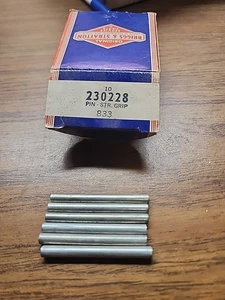 BRIGGS & STRATTON
10
230228
PIN - STR. GRIP
833